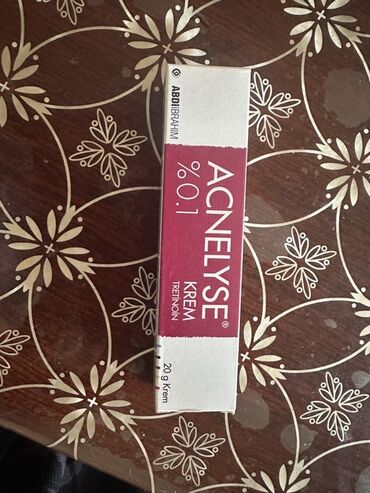 ABDİİBRAHİM
ACNELYSE®
%0.1
KREM
TRETİNOİN
20 g Krem